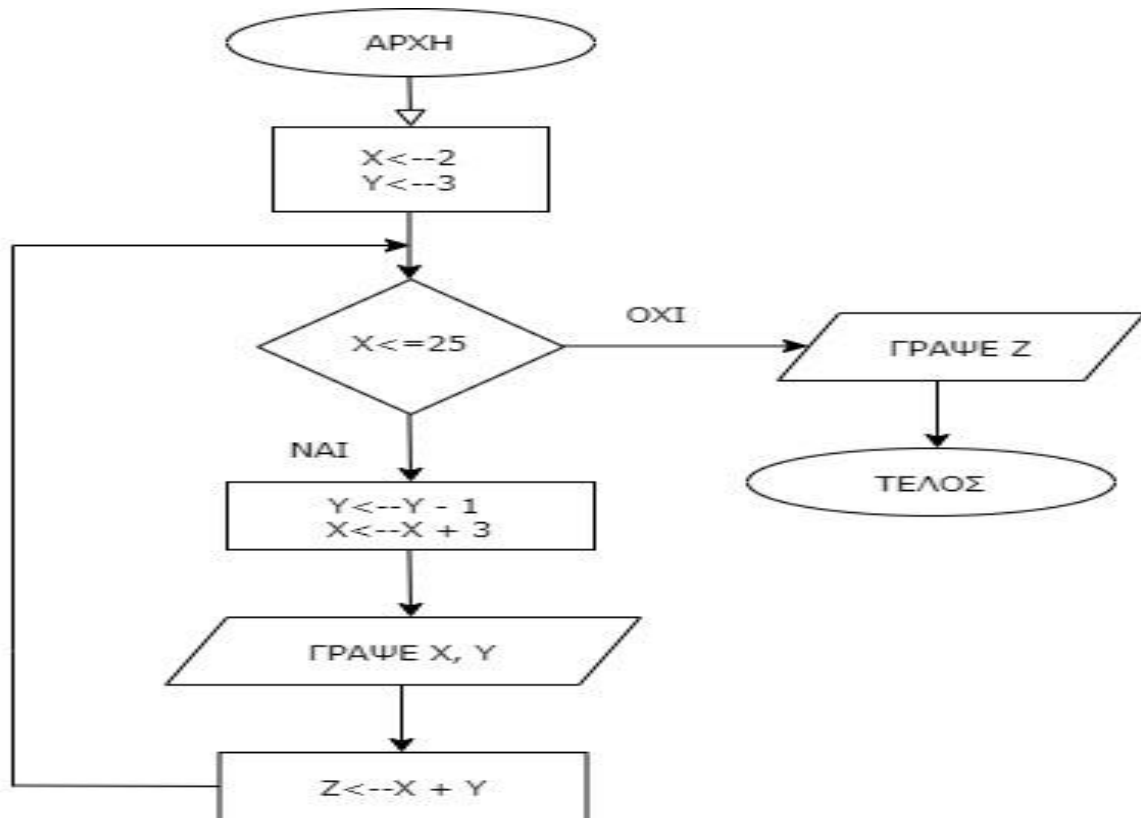 ΑΡΧΗ
X<--2
Y<--3
X<=25
ΟΧΙ
ΓΡΑΨΕ Z
ΝΑΙ
ΤΕΛΟΣ
Y<--Y - 1
X<--X + 3
ΓΡΑΨΕ X, Y
Z<--X + Y